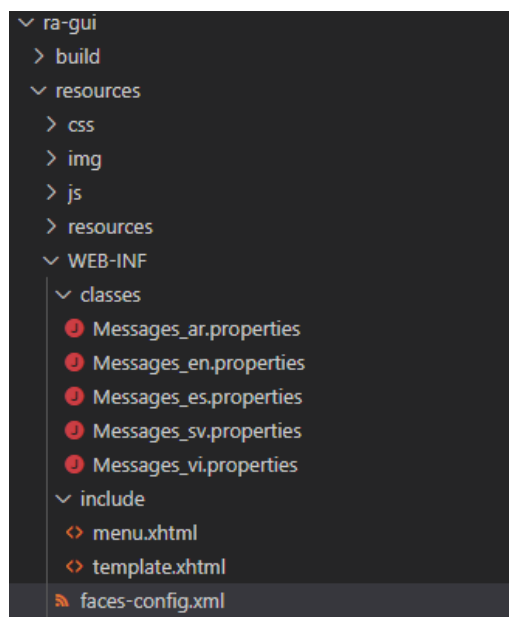 ra-gui
build
resources
css
img
js
resources
WEB-INF
classes
Messages_ar.properties
Messages_en.properties
Messages_es.properties
Messages_sv.properties
Messages_vi.properties
include
menu.xhtml
template.xhtml
faces-config.xml